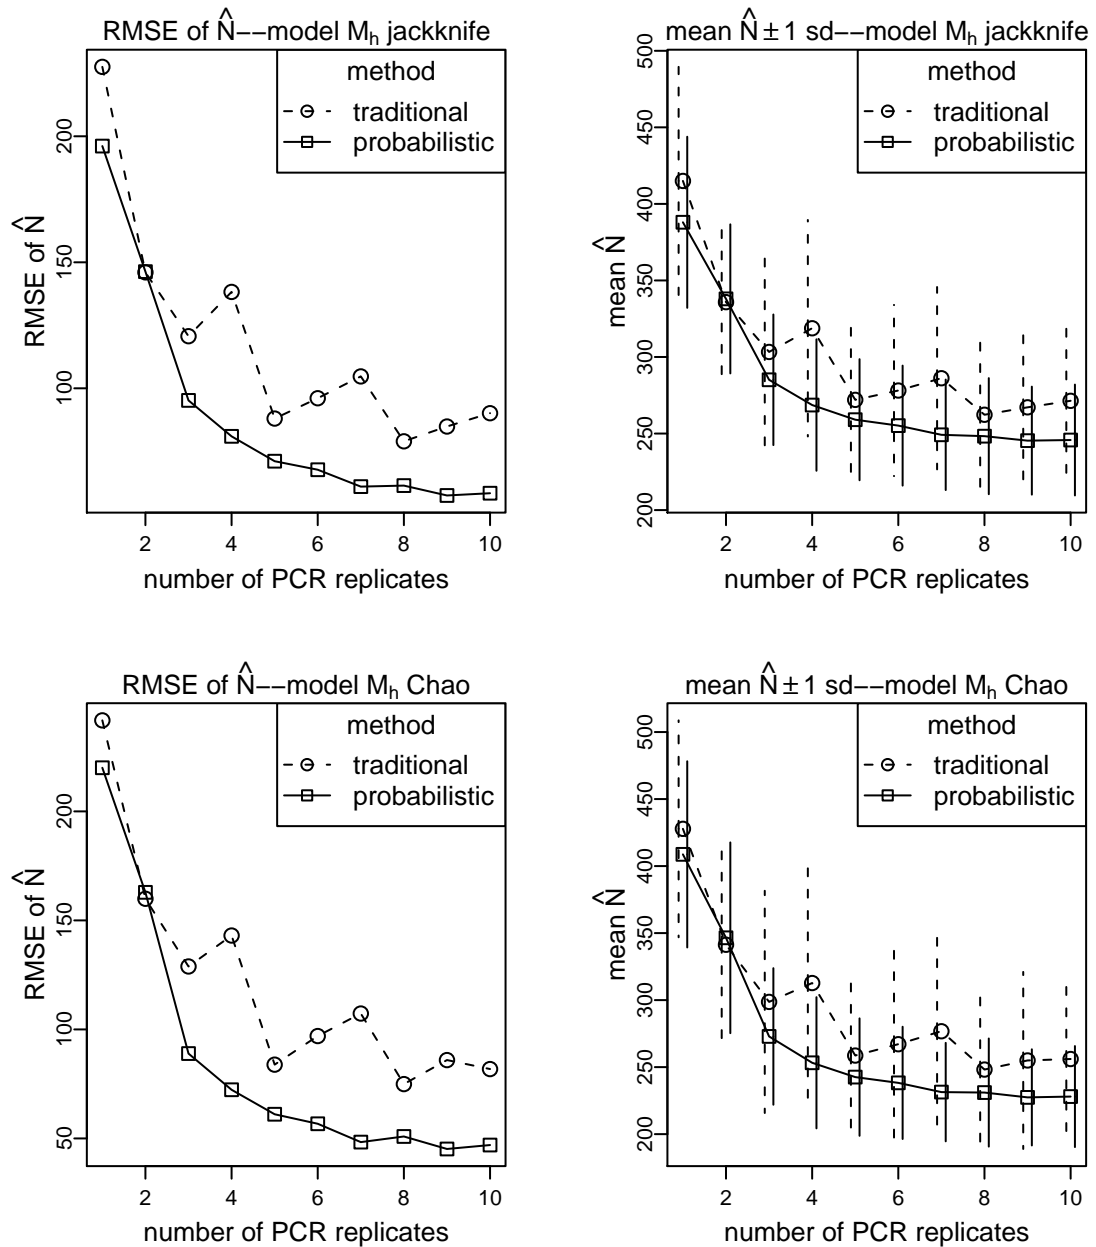 RMSE of N̂−−model Mₕ jackknife
method
traditional
probabilistic
RMSE of N̂
200
150
100
2 4 6 8 10
number of PCR replicates
mean N̂ ± 1 sd−−model Mₕ jackknife
method
traditional
probabilistic
mean N̂
500
450
400
350
300
250
200
2 4 6 8 10
number of PCR replicates
RMSE of N̂−−model Mₕ Chao
method
traditional
probabilistic
RMSE of N̂
200
150
100
50
2 4 6 8 10
number of PCR replicates
mean N̂ ± 1 sd−−model Mₕ Chao
method
traditional
probabilistic
mean N̂
500
450
400
350
300
250
200
2 4 6 8 10
number of PCR replicates